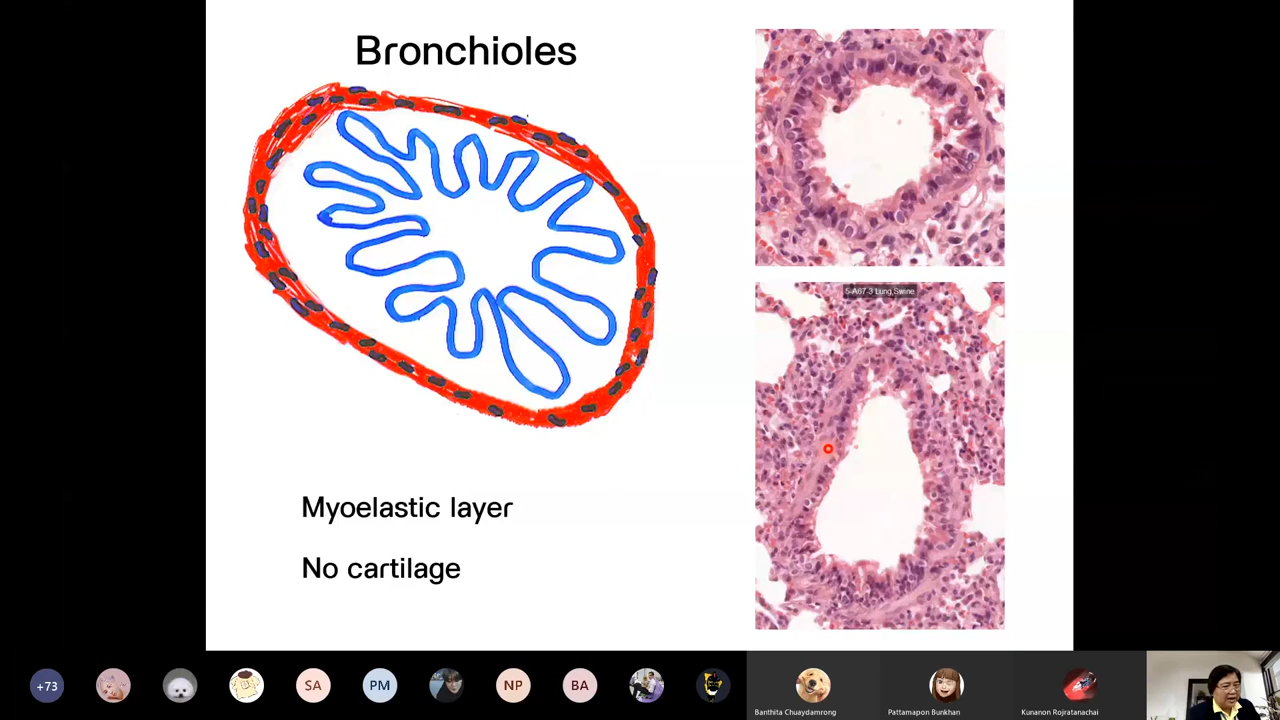 Bronchioles
5-A67-3 Lung,Swine
Myoelastic layer
No cartilage
+73
SA
PM
NP
BA
Banthita Chuaydamrong
Pattamapon Bunkhan
Kunanon Rojratanachai